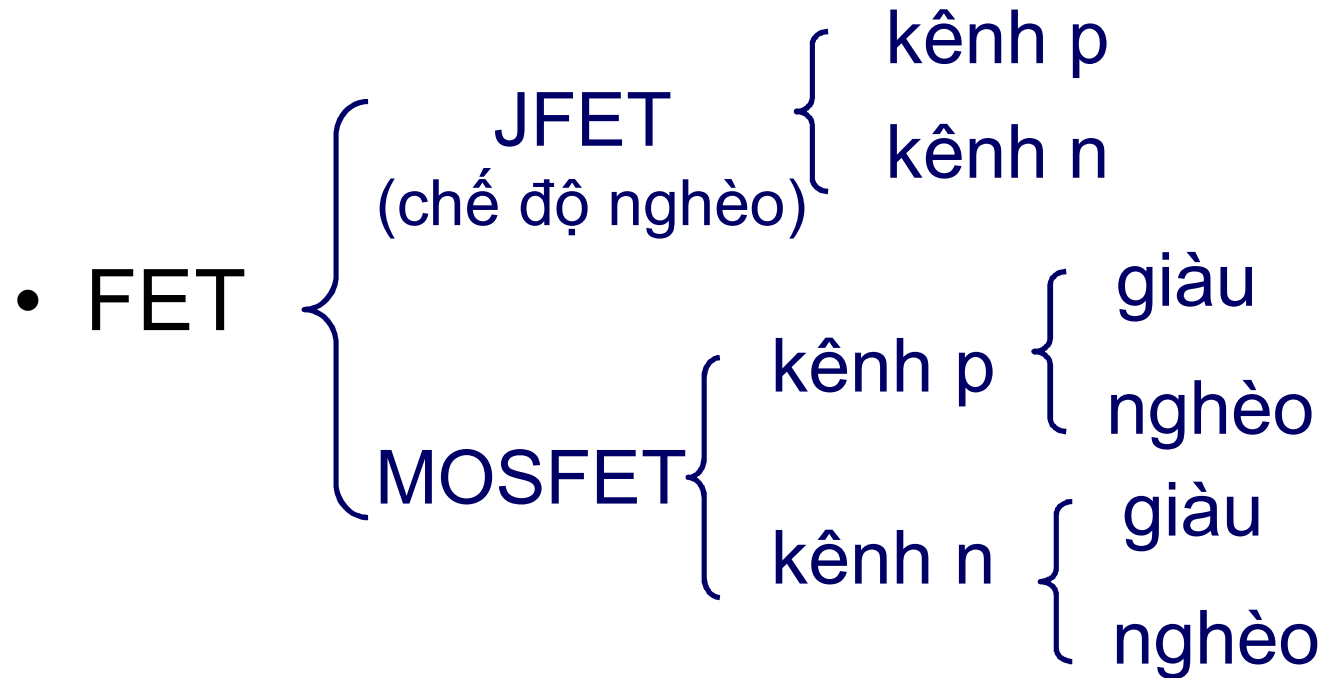 kênh p
JFET
kênh n
(chế độ nghèo)
• FET
giàu
kênh p
nghèo
MOSFET
giàu
kênh n
nghèo